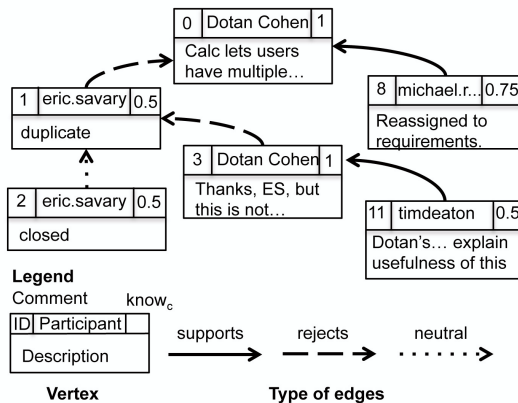 0 Dotan Cohen 1
Calc lets users
have multiple…
1 eric.savary 0.5
duplicate
8 michael.r... 0.75
Reassigned to
requirements.
3 Dotan Cohen 1
Thanks, ES, but
this is not…
2 eric.savary 0.5
closed
11 timdeaton 0.5
Dotan's… explain
usefulness of this
Legend
Comment know_c
ID Participant
Description
supports rejects neutral
Vertex Type of edges